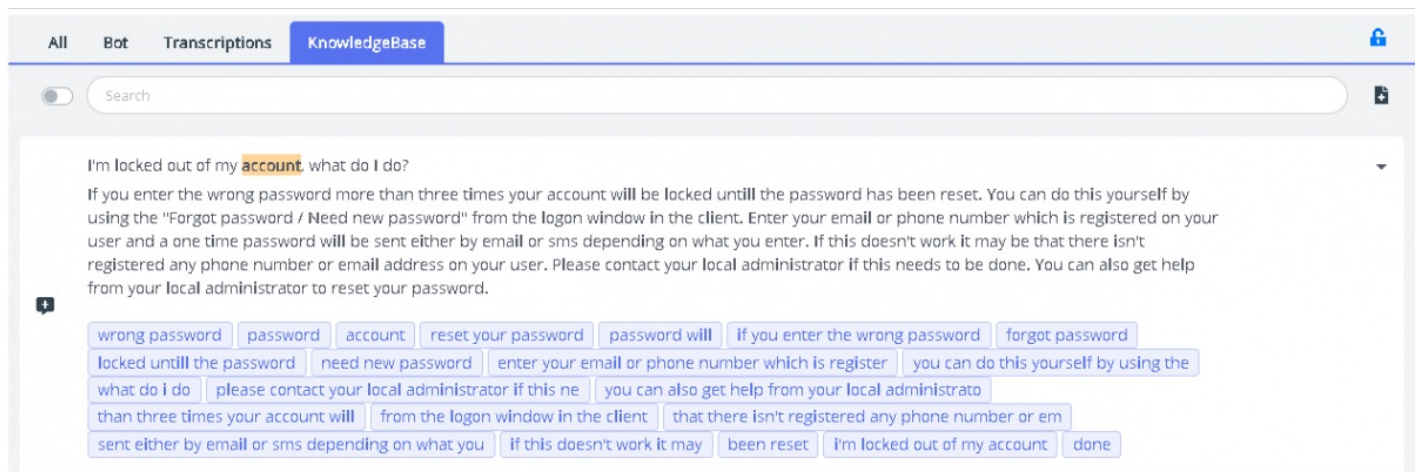 All Bot Transcriptions KnowledgeBase
Search
I'm locked out of my account, what do I do?
If you enter the wrong password more than three times your account will be locked untill the password has been reset. You can do this yourself by
using the "Forgot password / Need new password" from the logon window in the client. Enter your email or phone number which is registered on your
user and a one time password will be sent either by email or sms depending on what you enter. If this doesn't work it may be that there isn't
registered any phone number or email address on your user. Please contact your local administrator if this needs to be done. You can also get help
from your local administrator to reset your password.
wrong password password account reset your password password will if you enter the wrong password forgot password
locked untill the password need new password enter your email or phone number which is register you can do this yourself by using the
what do i do please contact your local administrator if this ne you can also get help from your local administrato
than three times your account will from the logon window in the client that there isn't registered any phone number or em
sent either by email or sms depending on what you if this doesn't work it may been reset i'm locked out of my account done